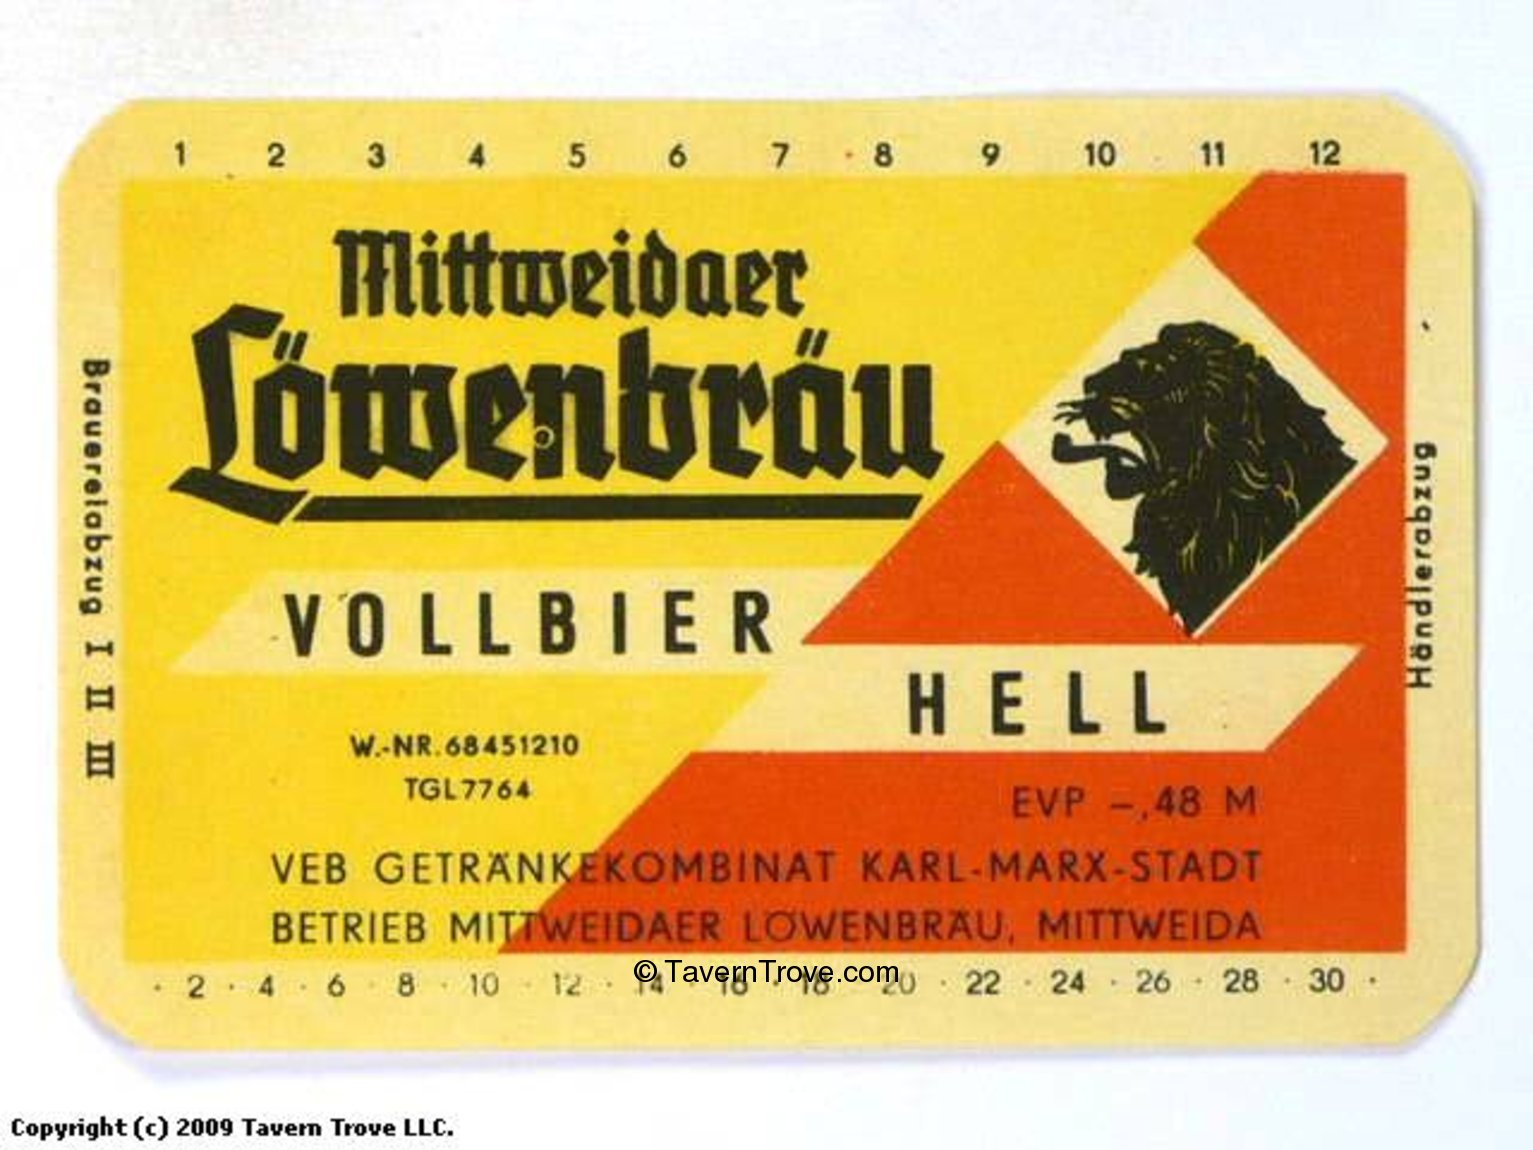 1 2 3 4 5 6 7 8 9 10 11 12
Mittweidaer
Löwenbräu
VOLLBIER
HELL
W.-NR. 68451210
TGL 7764
EVP –,48 M
VEB GETRÄNKEKOMBINAT KARL-MARX-STADT
BETRIEB MITTWEIDAER LÖWENBRÄU, MITTWEIDA
Brauereiabzug I II III
Händlerabzug
· 2 · 4 · 6 · 8 · 10 · 12 · 14 · 16 · 18 · 20 · 22 · 24 · 26 · 28 · 30 ·
© TavernTrove.com
Copyright (c) 2009 Tavern Trove LLC.